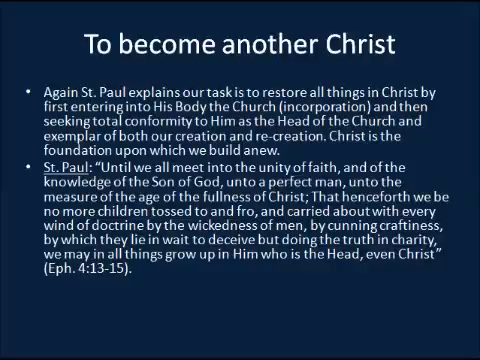 To become another Christ
• Again St. Paul explains our task is to restore all things in Christ by
first entering into His Body the Church (incorporation) and then
seeking total conformity to Him as the Head of the Church and
exemplar of both our creation and re-creation. Christ is the
foundation upon which we build anew.
• St. Paul: “Until we all meet into the unity of faith, and of the
knowledge of the Son of God, unto a perfect man, unto the
measure of the age of the fullness of Christ; That henceforth we be
no more children tossed to and fro, and carried about with every
wind of doctrine by the wickedness of men, by cunning craftiness,
by which they lie in wait to deceive but doing the truth in charity,
we may in all things grow up in Him who is the Head, even Christ”
(Eph. 4:13-15).